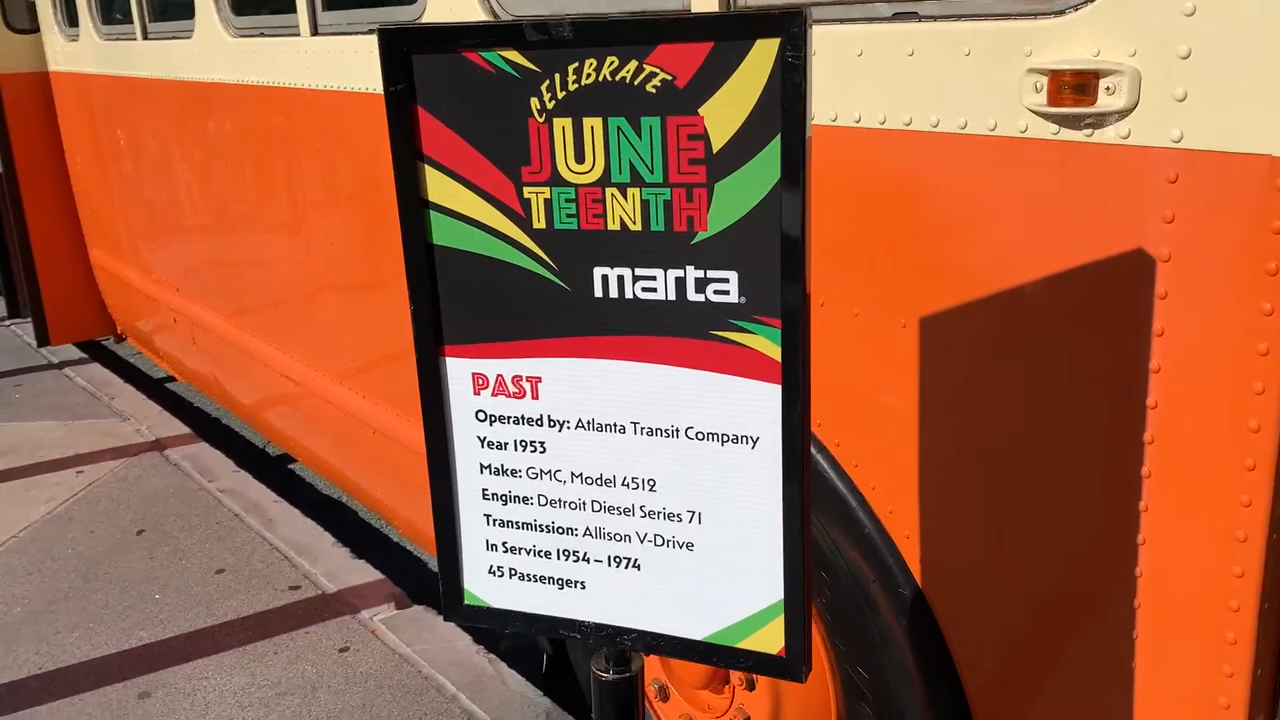 CELEBRATE
JUNE
TEENTH
marta®
PAST
Operated by: Atlanta Transit Company
Year 1953
Make: GMC, Model 4512
Engine: Detroit Diesel Series 71
Transmission: Allison V-Drive
In Service 1954 – 1974
45 Passengers